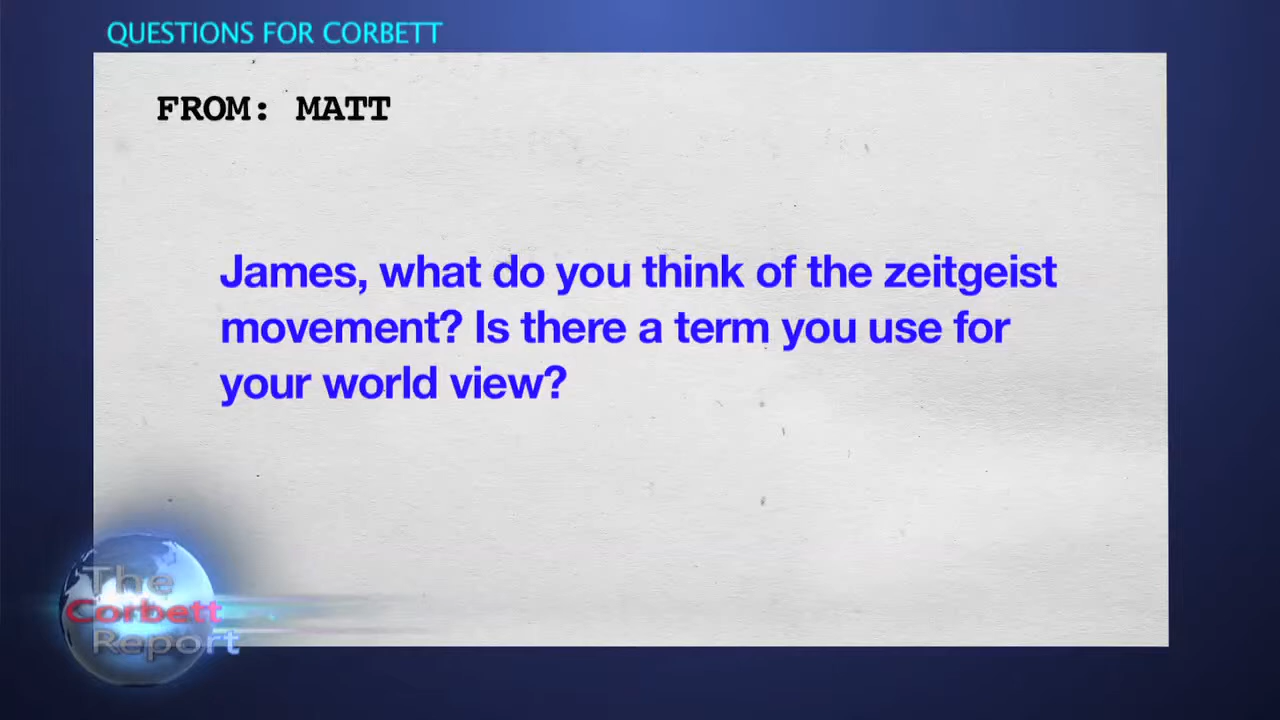 QUESTIONS FOR CORBETT
FROM: MATT
James, what do you think of the zeitgeist
movement? Is there a term you use for
your world view?
The
Corbett
Report